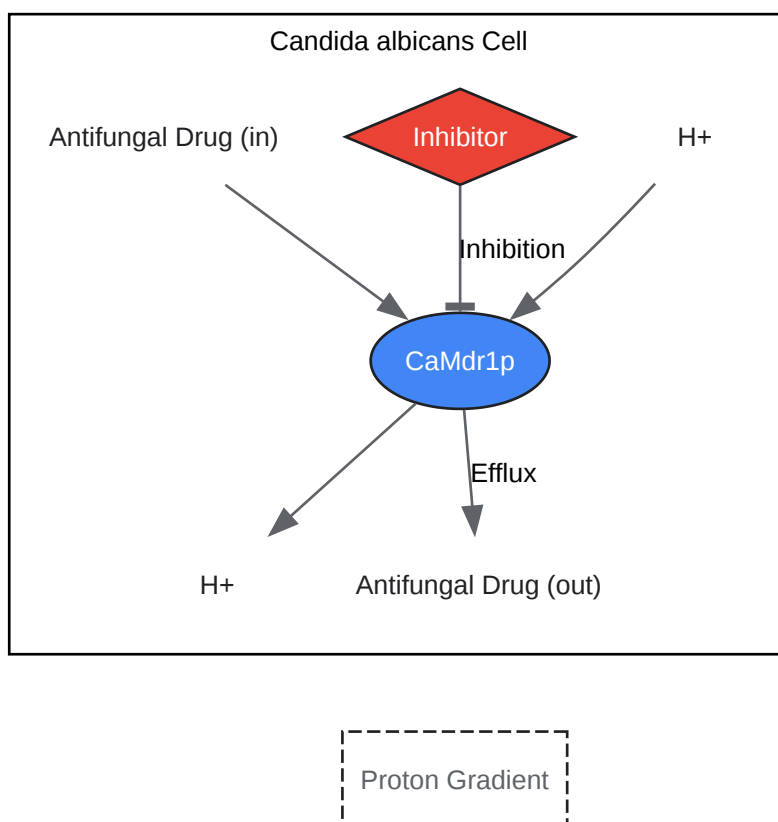 Candida albicans Cell
Antifungal Drug (in)
Inhibitor
H+
Inhibition
CaMdr1p
Efflux
H+
Antifungal Drug (out)
Proton Gradient